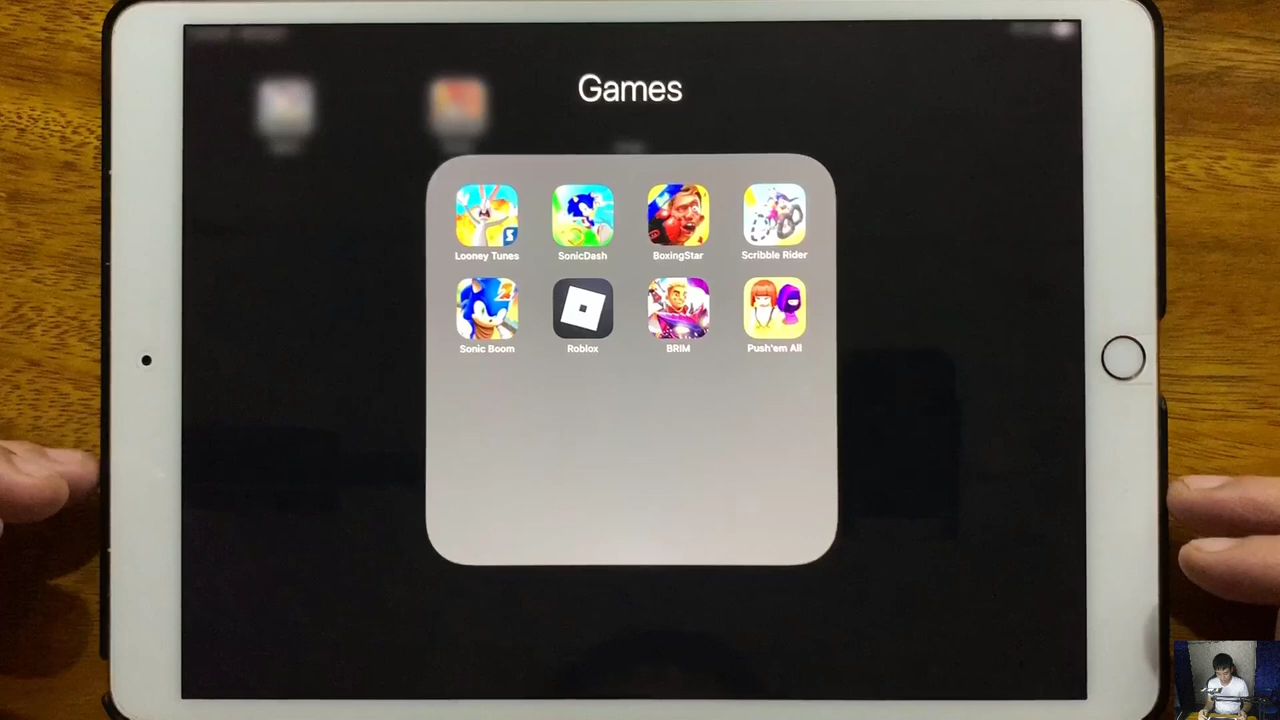 Games
Looney Tunes
SonicDash
BoxingStar
Scribble Rider
Sonic Boom
Roblox
BRIM
Push'em All